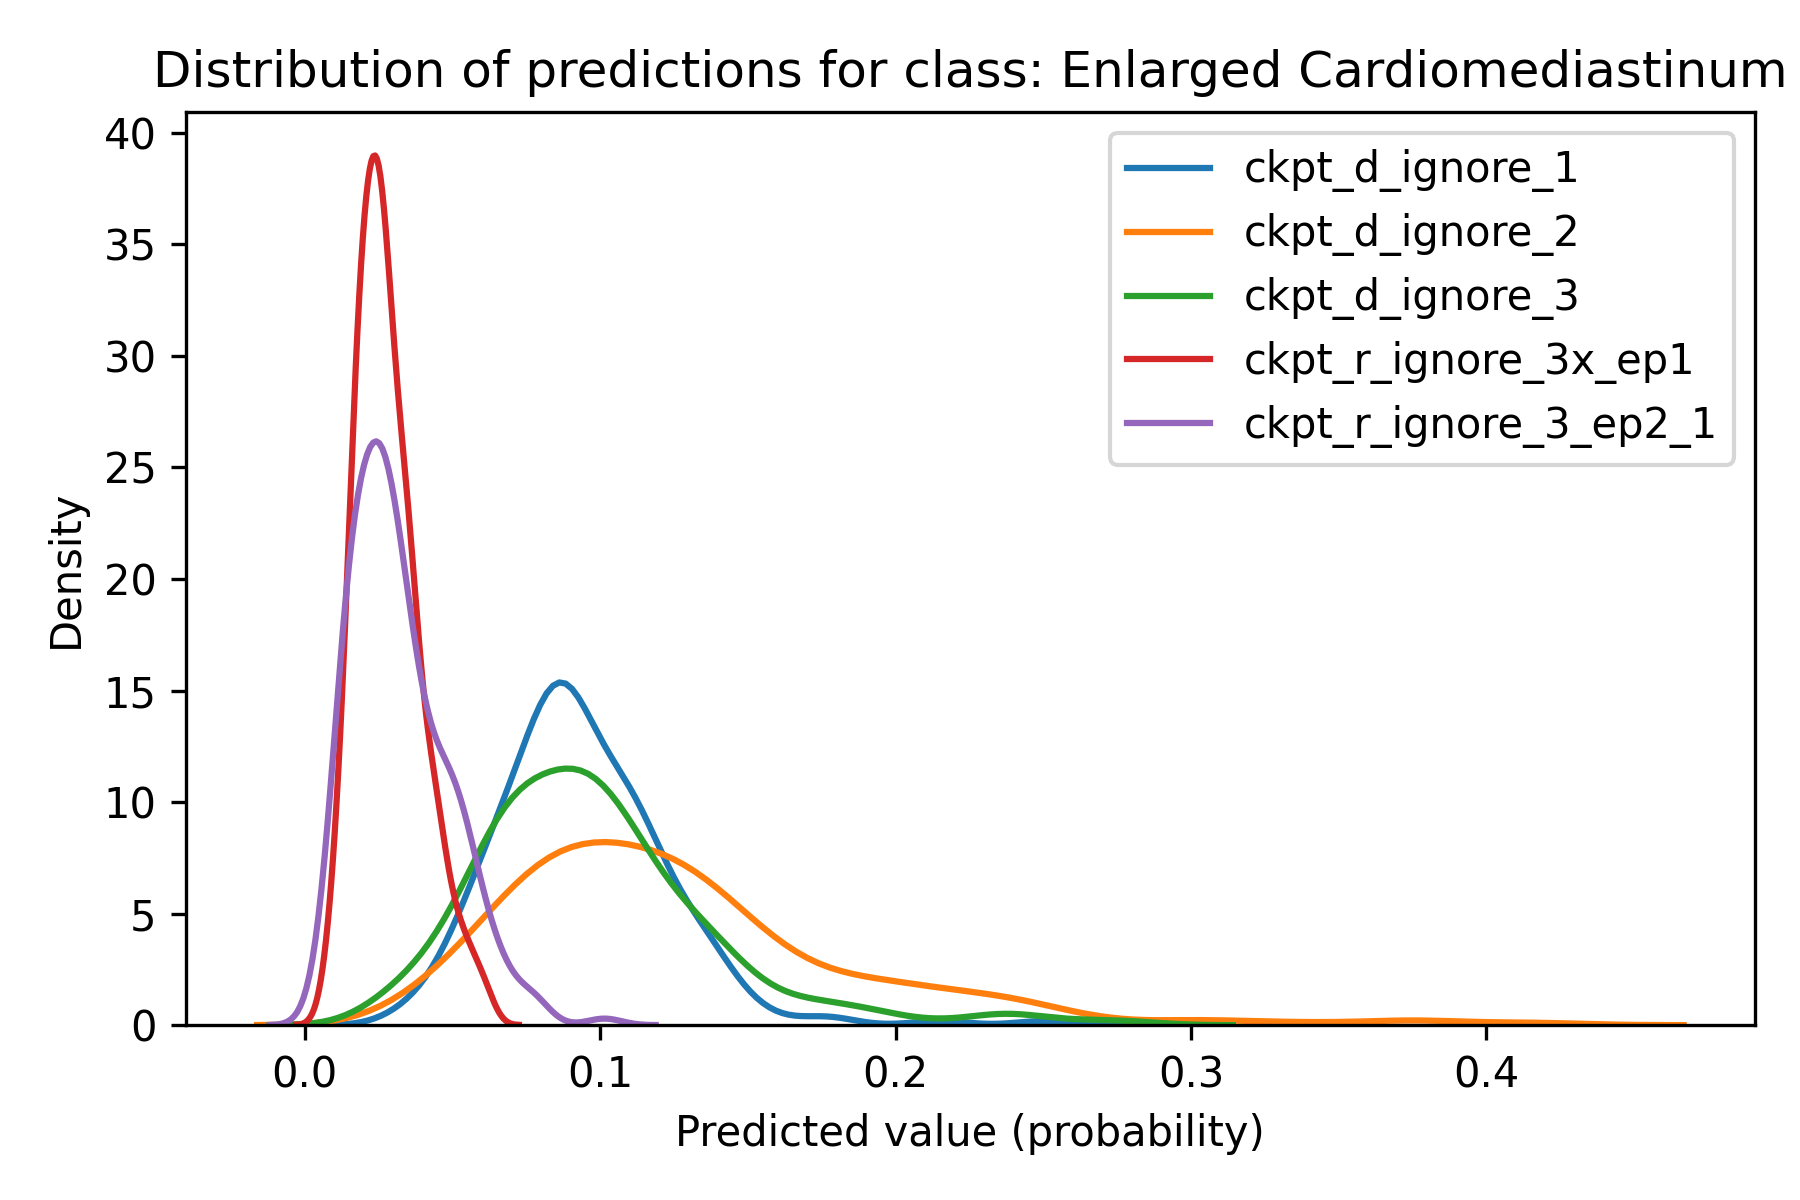 Distribution of predictions for class: Enlarged Cardiomediastinum
40
35
30
25
20
15
10
5
0
Density
ckpt_d_ignore_1
ckpt_d_ignore_2
ckpt_d_ignore_3
ckpt_r_ignore_3x_ep1
ckpt_r_ignore_3_ep2_1
0.0 0.1 0.2 0.3 0.4
Predicted value (probability)